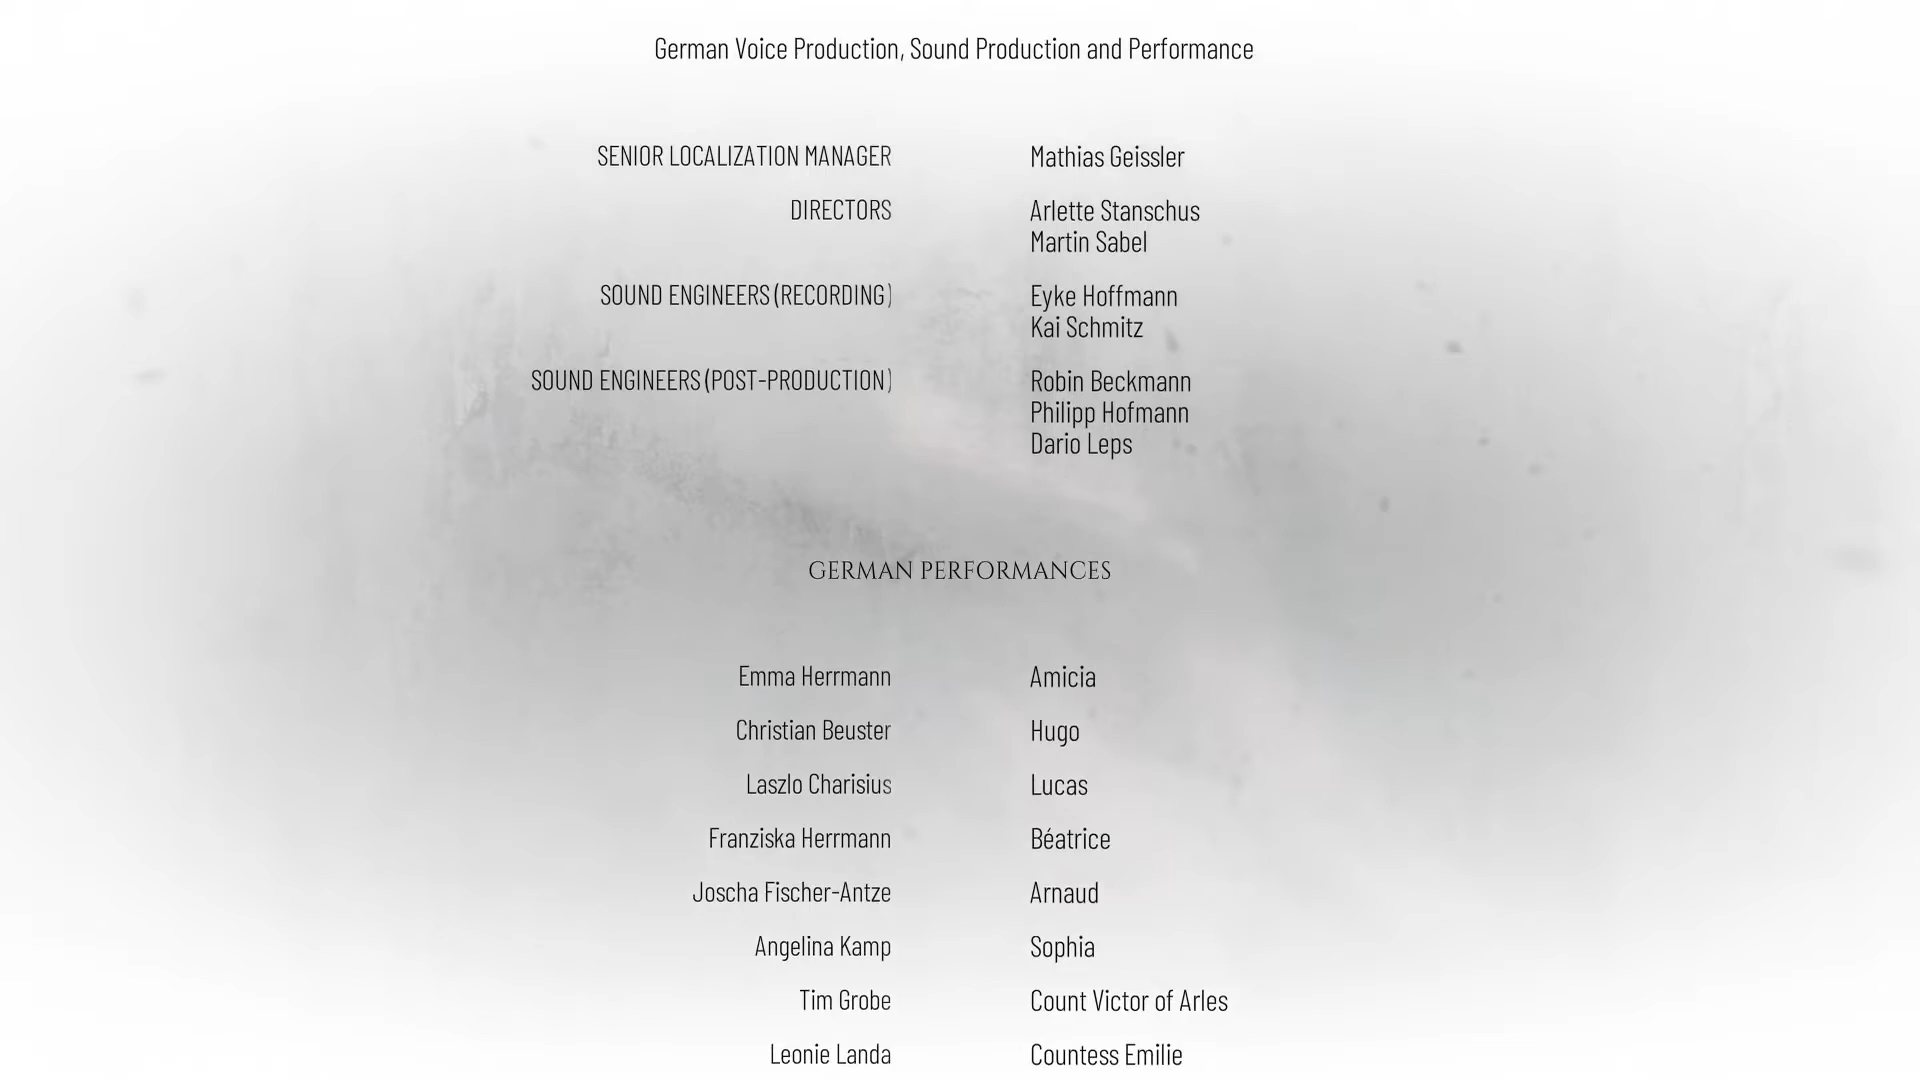 German Voice Production, Sound Production and Performance
SENIOR LOCALIZATION MANAGER Mathias Geissler
DIRECTORS Arlette Stanschus
Martin Sabel
SOUND ENGINEERS (RECORDING) Eyke Hoffmann
Kai Schmitz
SOUND ENGINEERS (POST-PRODUCTION) Robin Beckmann
Philipp Hofmann
Dario Leps
GERMAN PERFORMANCES
Emma Herrmann Amicia
Christian Beuster Hugo
Laszlo Charisius Lucas
Franziska Herrmann Béatrice
Joscha Fischer-Antze Arnaud
Angelina Kamp Sophia
Tim Grobe Count Victor of Arles
Leonie Landa Countess Emilie